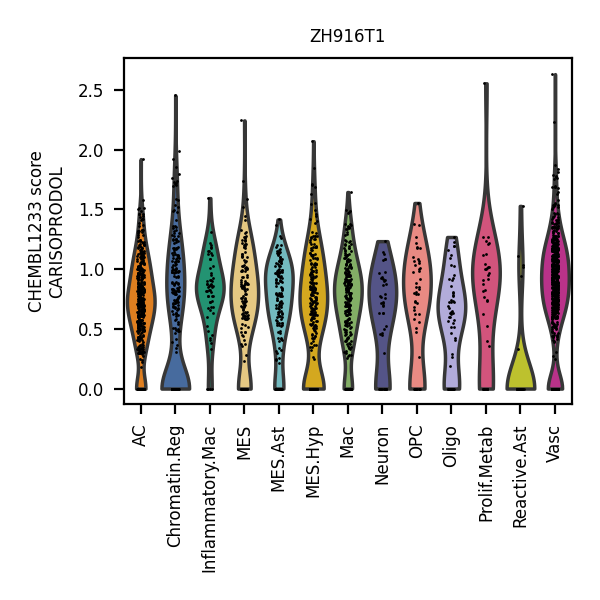 ZH916T1
CHEMBL1233 score
CARISOPRODOL
2.5
2.0
1.5
1.0
0.5
0.0
AC
Chromatin.Reg
Inflammatory.Mac
MES
MES.Ast
MES.Hyp
Mac
Neuron
OPC
Oligo
Prolif.Metab
Reactive.Ast
Vasc